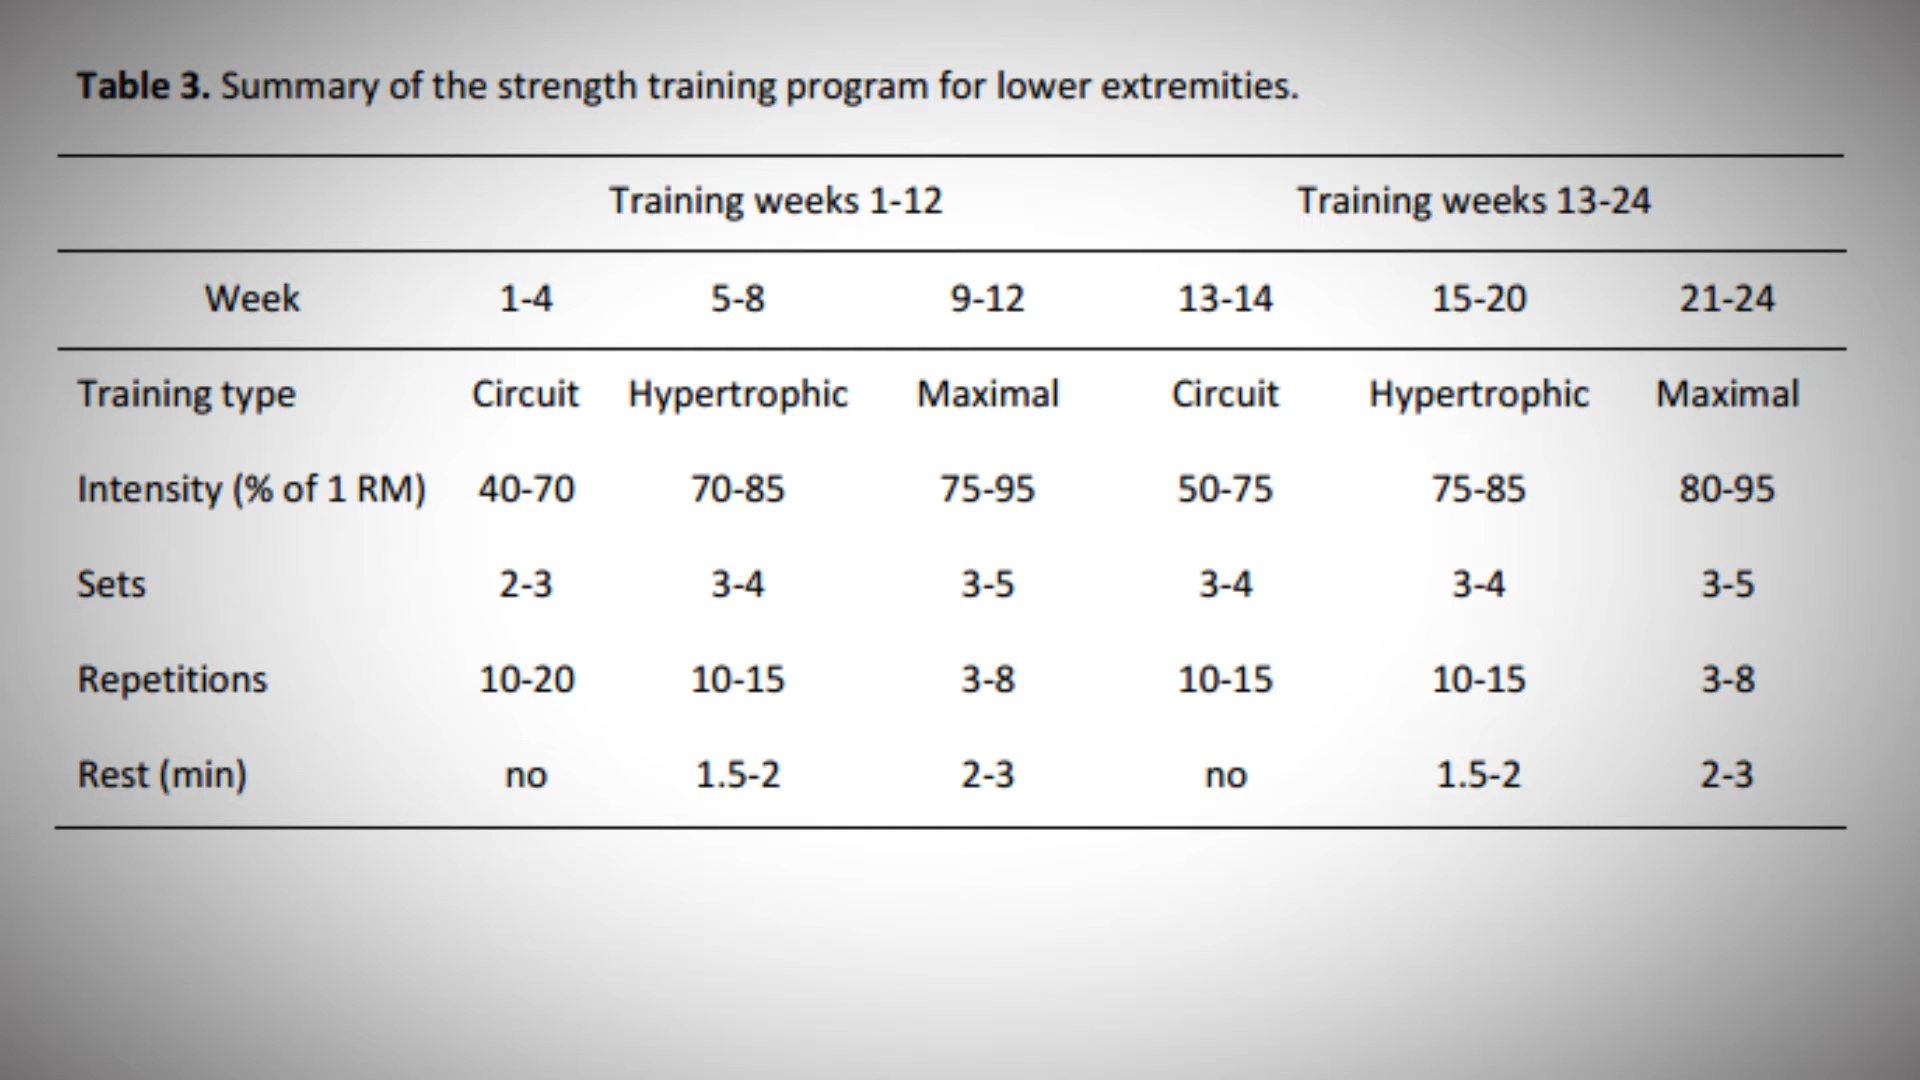 Table 3. Summary of the strength training program for lower extremities.
Training weeks 1-12 Training weeks 13-24
Week 1-4 5-8 9-12 13-14 15-20 21-24
Training type Circuit Hypertrophic Maximal Circuit Hypertrophic Maximal
Intensity (% of 1 RM) 40-70 70-85 75-95 50-75 75-85 80-95
Sets 2-3 3-4 3-5 3-4 3-4 3-5
Repetitions 10-20 10-15 3-8 10-15 10-15 3-8
Rest (min) no 1.5-2 2-3 no 1.5-2 2-3